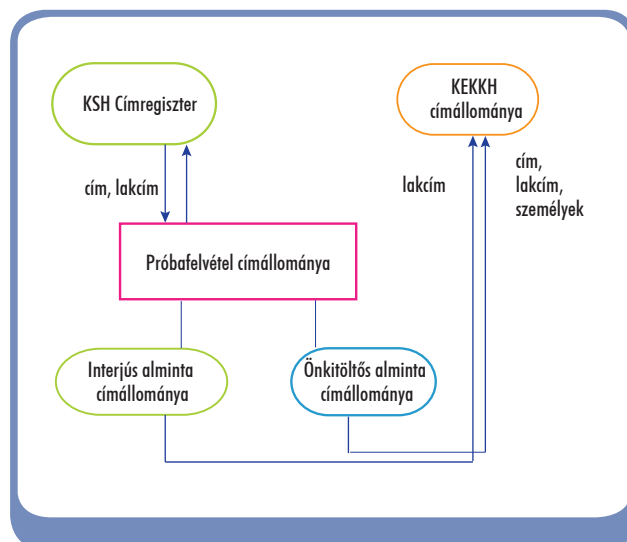 KSH Címregiszter
KEKKH
címállománya
cím, lakcím
lakcím
cím,
lakcím,
személyek
Próbafelvétel címállománya
Interjús alminta
címállománya
Önkitöltős alminta
címállománya